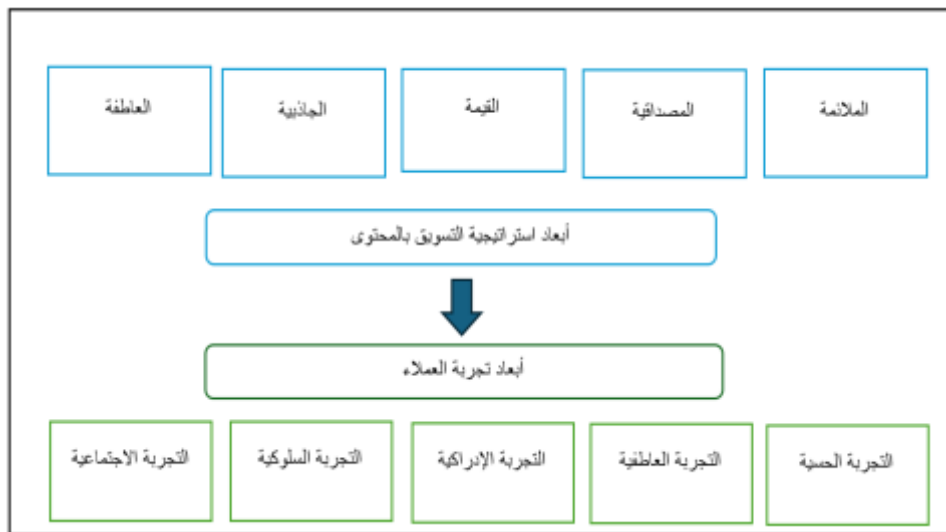 الملائمة
المصداقية
القيمة
الجاذبية
العاطفة
أبعاد استراتيجية التسويق بالمحتوى
أبعاد تجربة العملاء
التجربة الحسية
التجربة العاطفية
التجربة الإدراكية
التجربة السلوكية
التجربة الاجتماعية